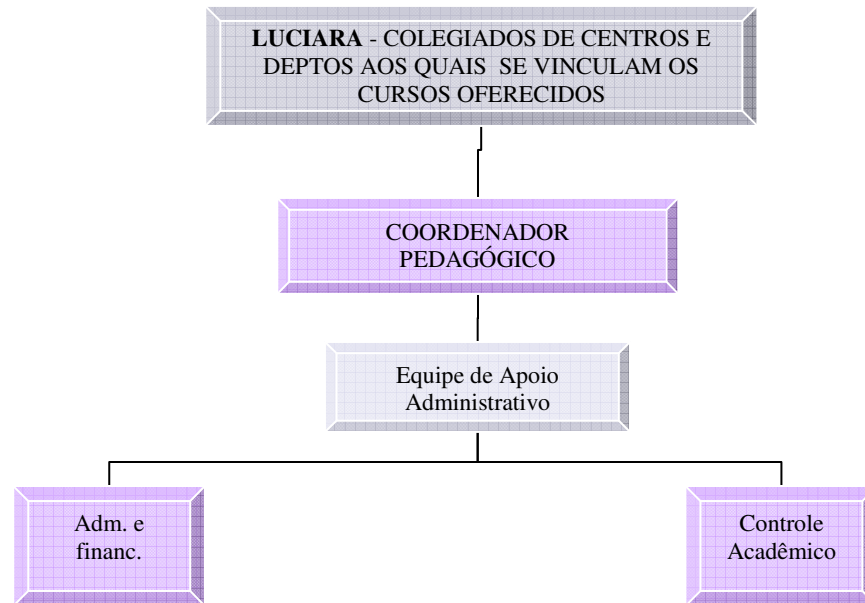 LUCIARA - COLEGIADOS DE CENTROS E
DEPTOS AOS QUAIS SE VINCULAM OS
CURSOS OFERECIDOS
COORDENADOR
PEDAGÓGICO
Equipe de Apoio
Administrativo
Adm. e
financ.
Controle
Acadêmico